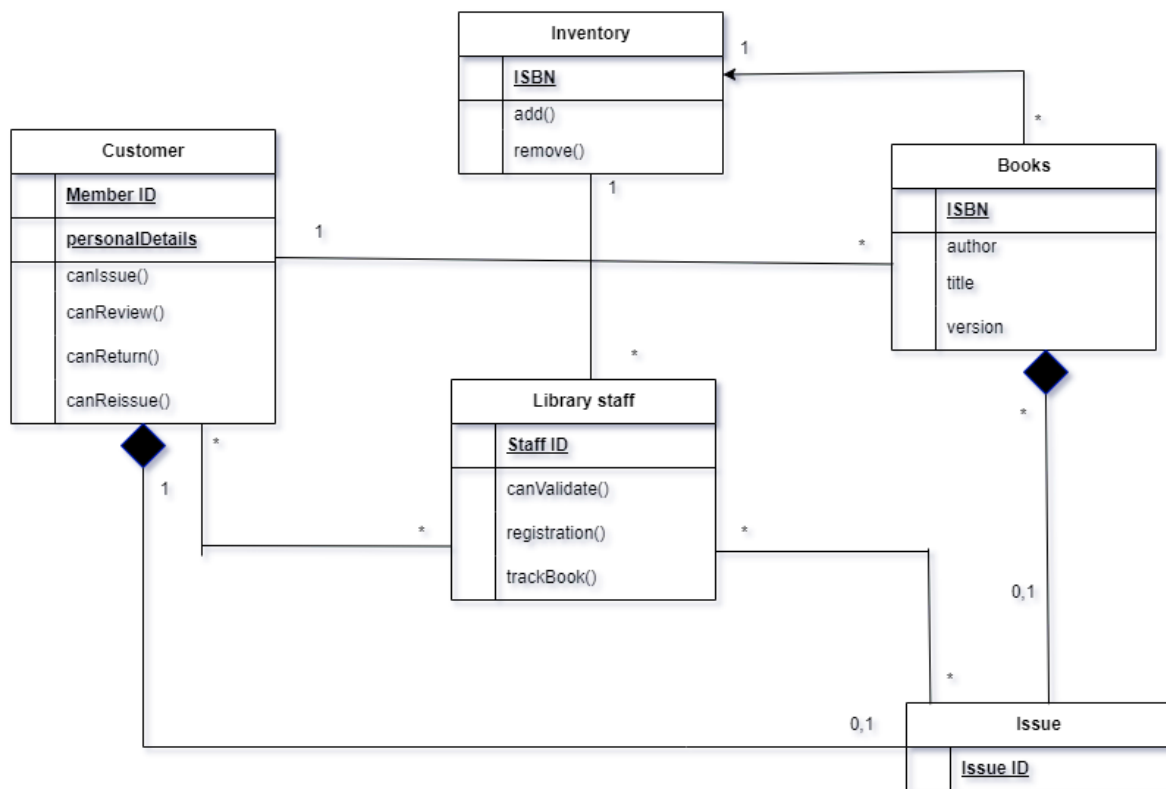 Inventory
ISBN
add()
remove()
1
*
1
Customer
Member ID
personalDetails
canIssue()
canReview()
canReturn()
canReissue()
Books
ISBN
author
title
version
1
*
*
Library staff
Staff ID
canValidate()
registration()
trackBook()
*
1
*
*
*
0,1
*
0,1
Issue
Issue ID